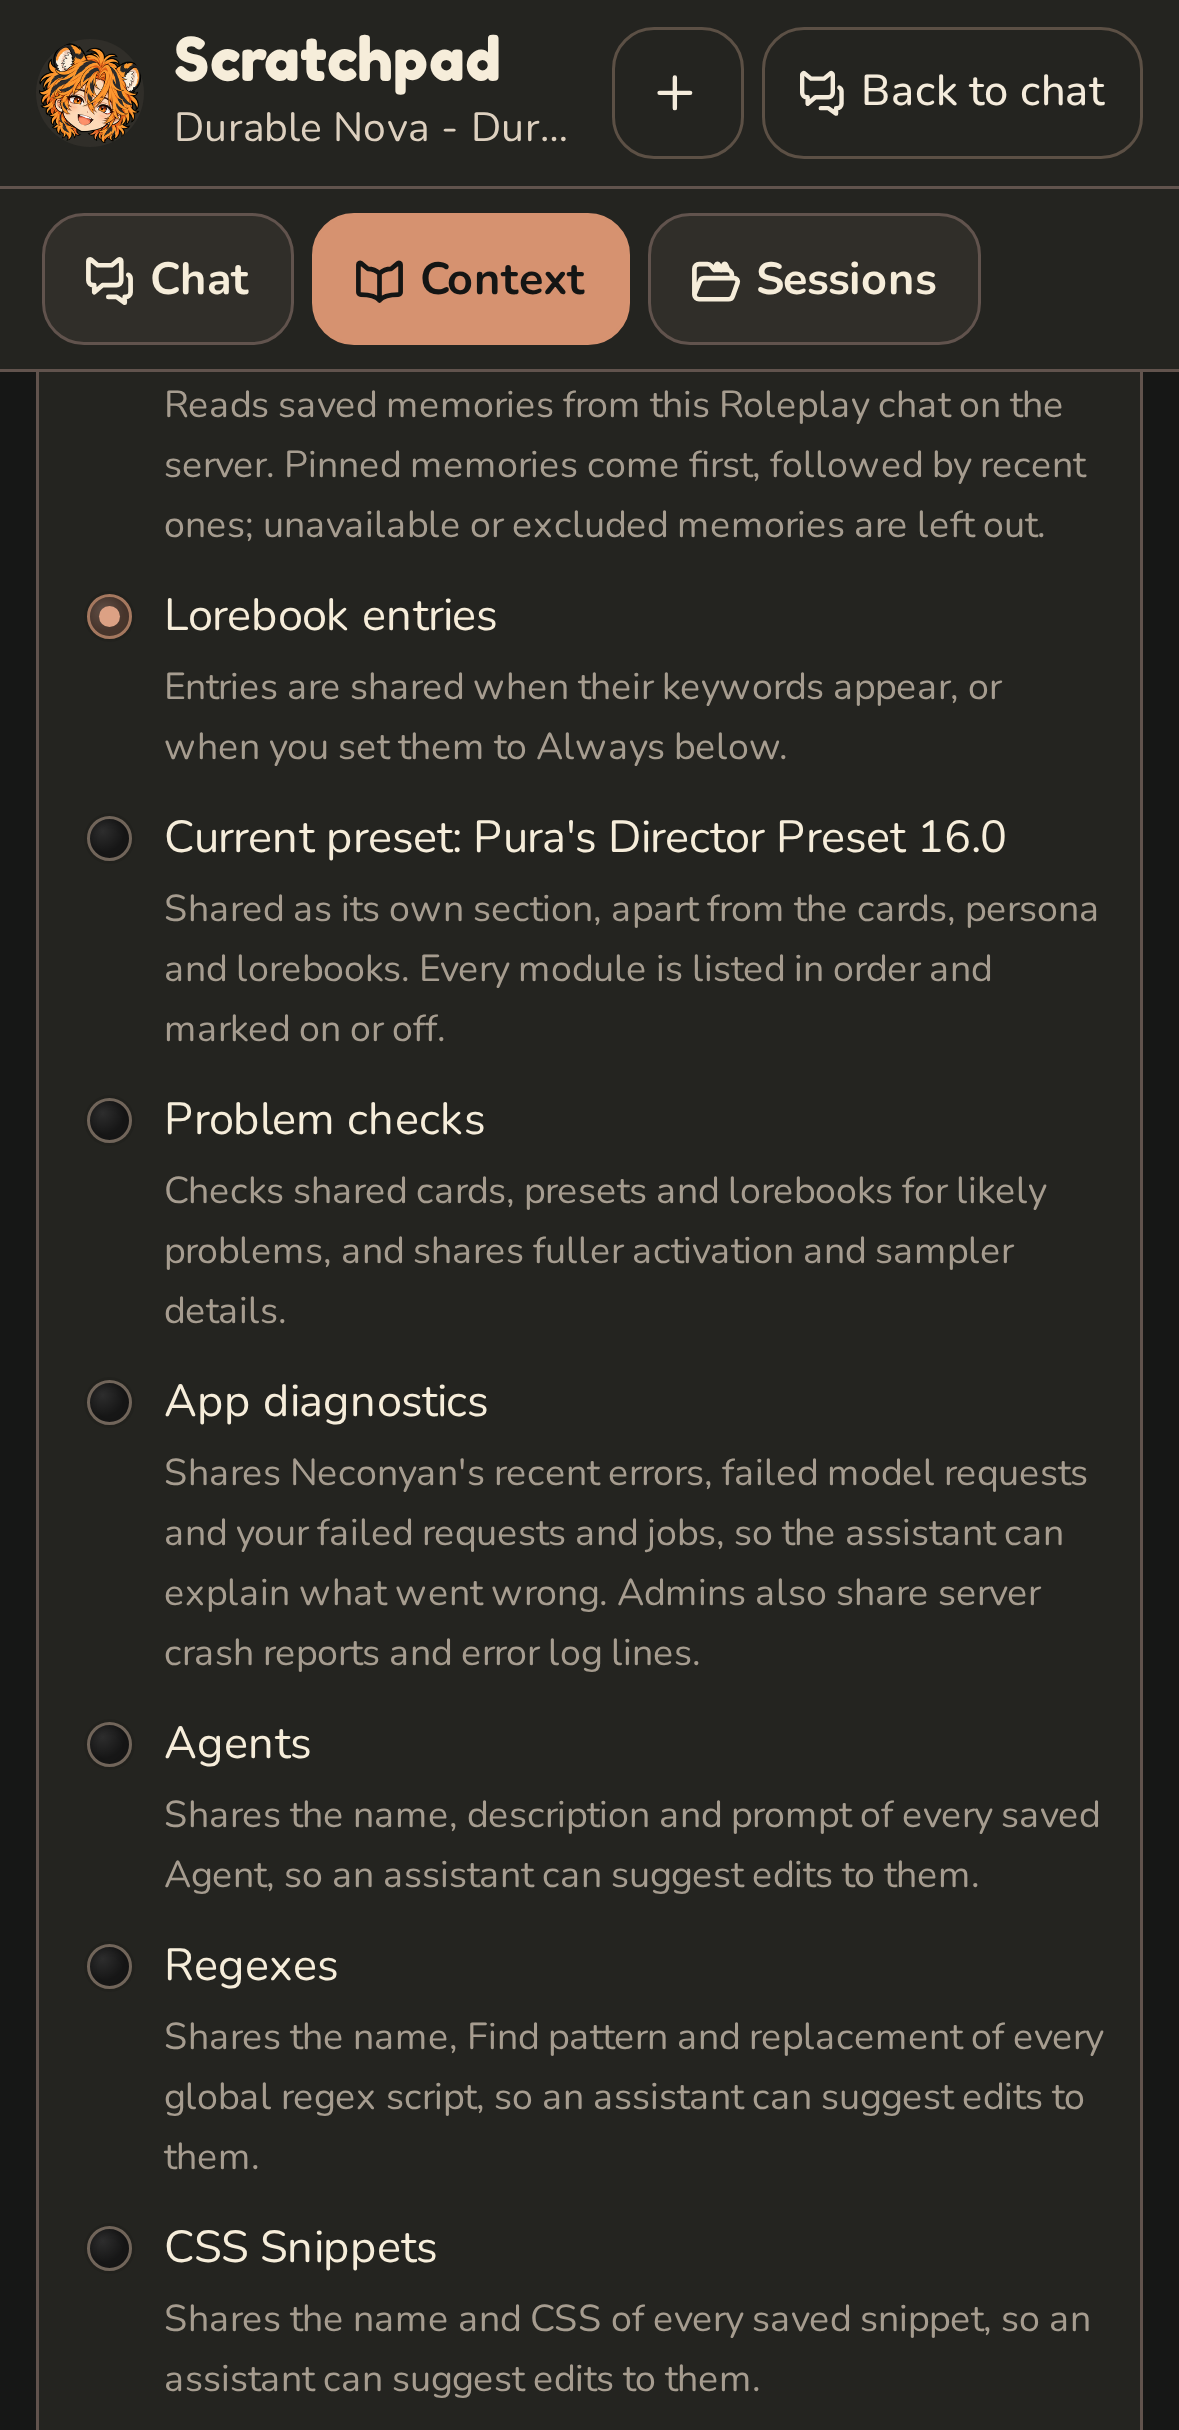 Scratchpad
Durable Nova - Dur...
Back to chat
Chat
Context
Sessions
Reads saved memories from this Roleplay chat on the
server. Pinned memories come first, followed by recent
ones; unavailable or excluded memories are left out.
Lorebook entries
Entries are shared when their keywords appear, or
when you set them to Always below.
Current preset: Pura's Director Preset 16.0
Shared as its own section, apart from the cards, persona
and lorebooks. Every module is listed in order and
marked on or off.
Problem checks
Checks shared cards, presets and lorebooks for likely
problems, and shares fuller activation and sampler
details.
App diagnostics
Shares Neconyan's recent errors, failed model requests
and your failed requests and jobs, so the assistant can
explain what went wrong. Admins also share server
crash reports and error log lines.
Agents
Shares the name, description and prompt of every saved
Agent, so an assistant can suggest edits to them.
Regexes
Shares the name, Find pattern and replacement of every
global regex script, so an assistant can suggest edits to
them.
CSS Snippets
Shares the name and CSS of every saved snippet, so an
assistant can suggest edits to them.